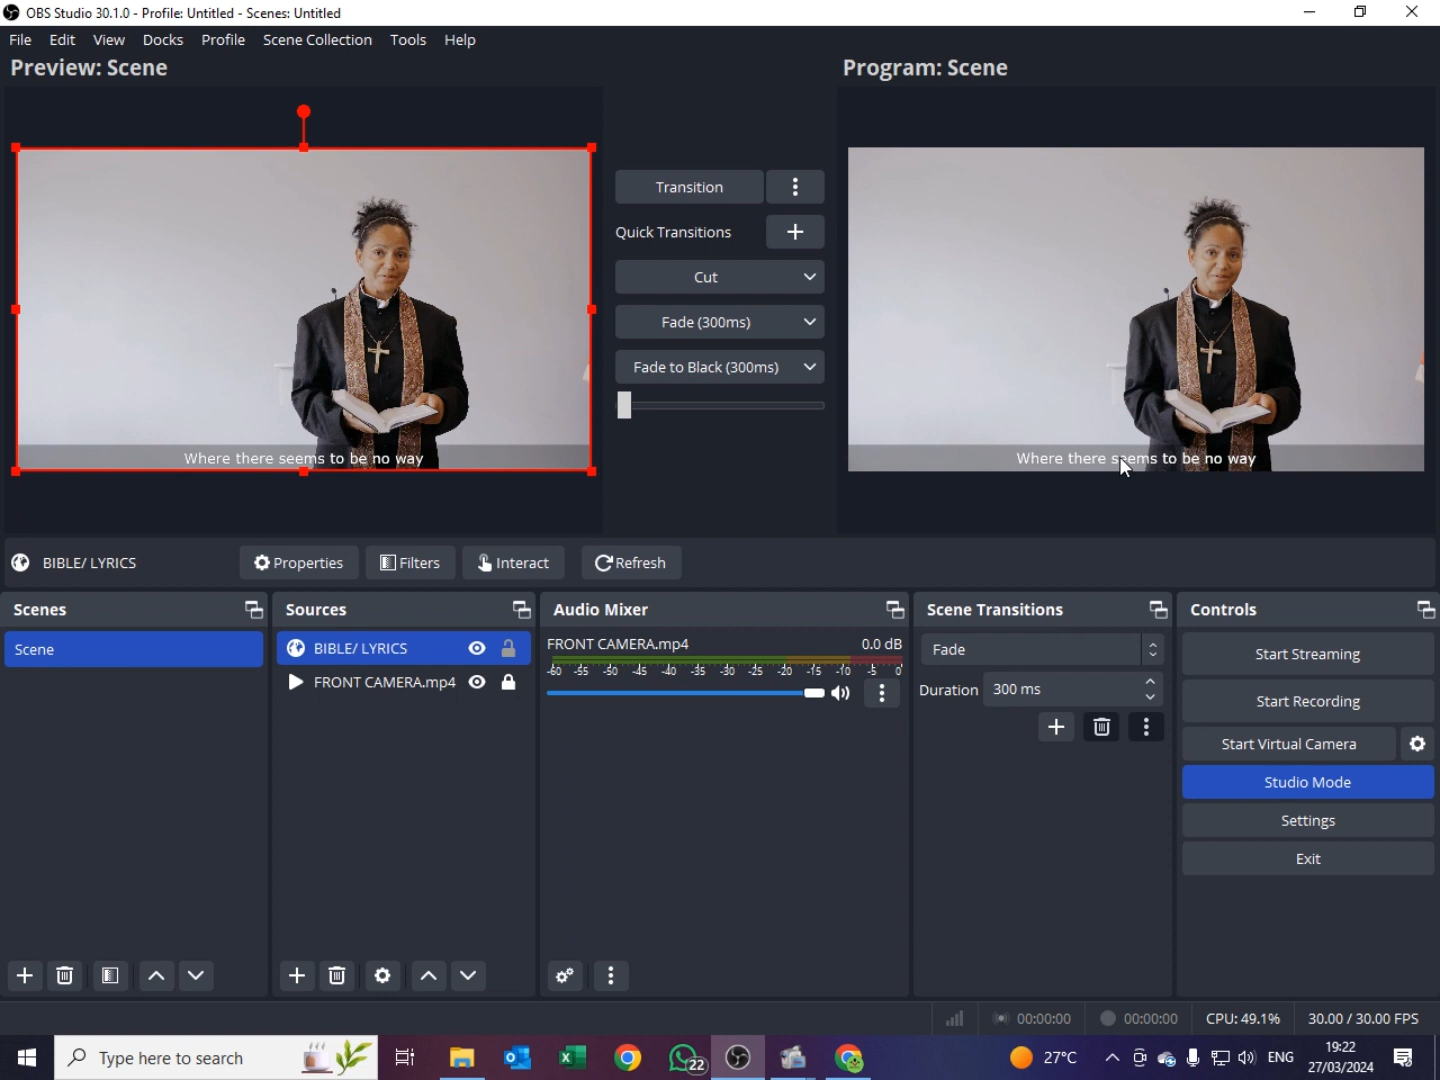 OBS Studio 30.1.0 - Profile: Untitled - Scenes: Untitled
File Edit View Docks Profile Scene Collection Tools Help
Preview: Scene
Program: Scene
Where there seems to be no way
Transition
Quick Transitions
Cut
Fade (300ms)
Fade to Black (300ms)
Where there seems to be no way
BIBLE/ LYRICS Properties Filters Interact Refresh
Scenes
Scene
Sources
BIBLE/ LYRICS
FRONT CAMERA.mp4
Audio Mixer
FRONT CAMERA.mp4 0.0 dB
-60 -55 -50 -45 -40 -35 -30 -25 -20 -15 -10 -5 0
Scene Transitions
Fade
Duration 300 ms
Controls
Start Streaming
Start Recording
Start Virtual Camera
Studio Mode
Settings
Exit
00:00:00 00:00:00 CPU: 49.1% 30.00 / 30.00 FPS
Type here to search
22
27°C
ENG
19:22
27/03/2024